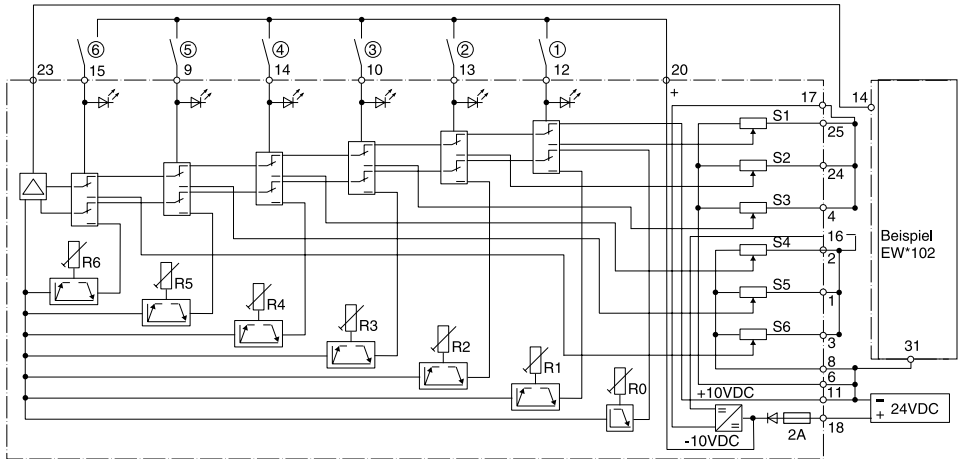 ⑥ ⑤ ④ ③ ② ①
23 15 9 14 10 13 12 20
+
17 14
S1
25
S2
24
S3
4
16
S4
2
Beispiel
EW*102
R6
S5
R5
1
R4
S6
R3
3
31
R2
8
R1
6
R0
+10VDC
11
-
24VDC
+
-10VDC
2A
18